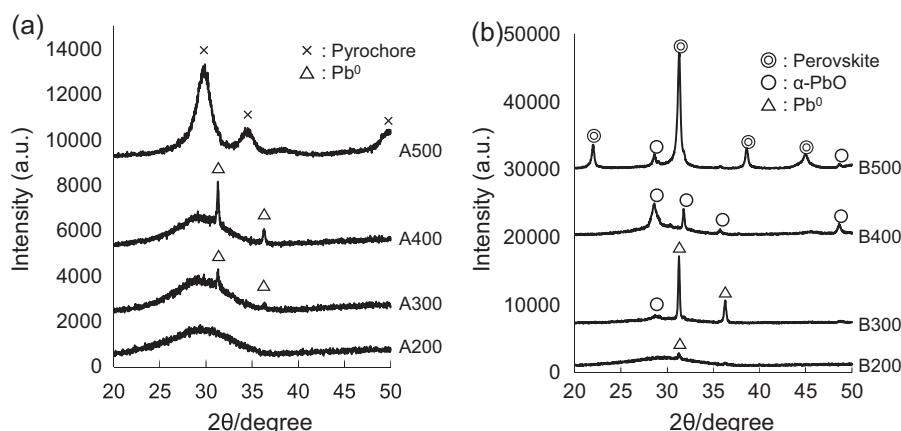 (a)
14000
12000
10000
8000
6000
4000
2000
0
Intensity (a.u.)
× : Pyrochore
△ : Pb⁰
A500
A400
A300
A200
20 25 30 35 40 45 50
2θ/degree
(b)
50000
40000
30000
20000
10000
0
Intensity (a.u.)
◎ : Perovskite
○ : α-PbO
△ : Pb⁰
B500
B400
B300
B200
20 25 30 35 40 45 50
2θ/degree